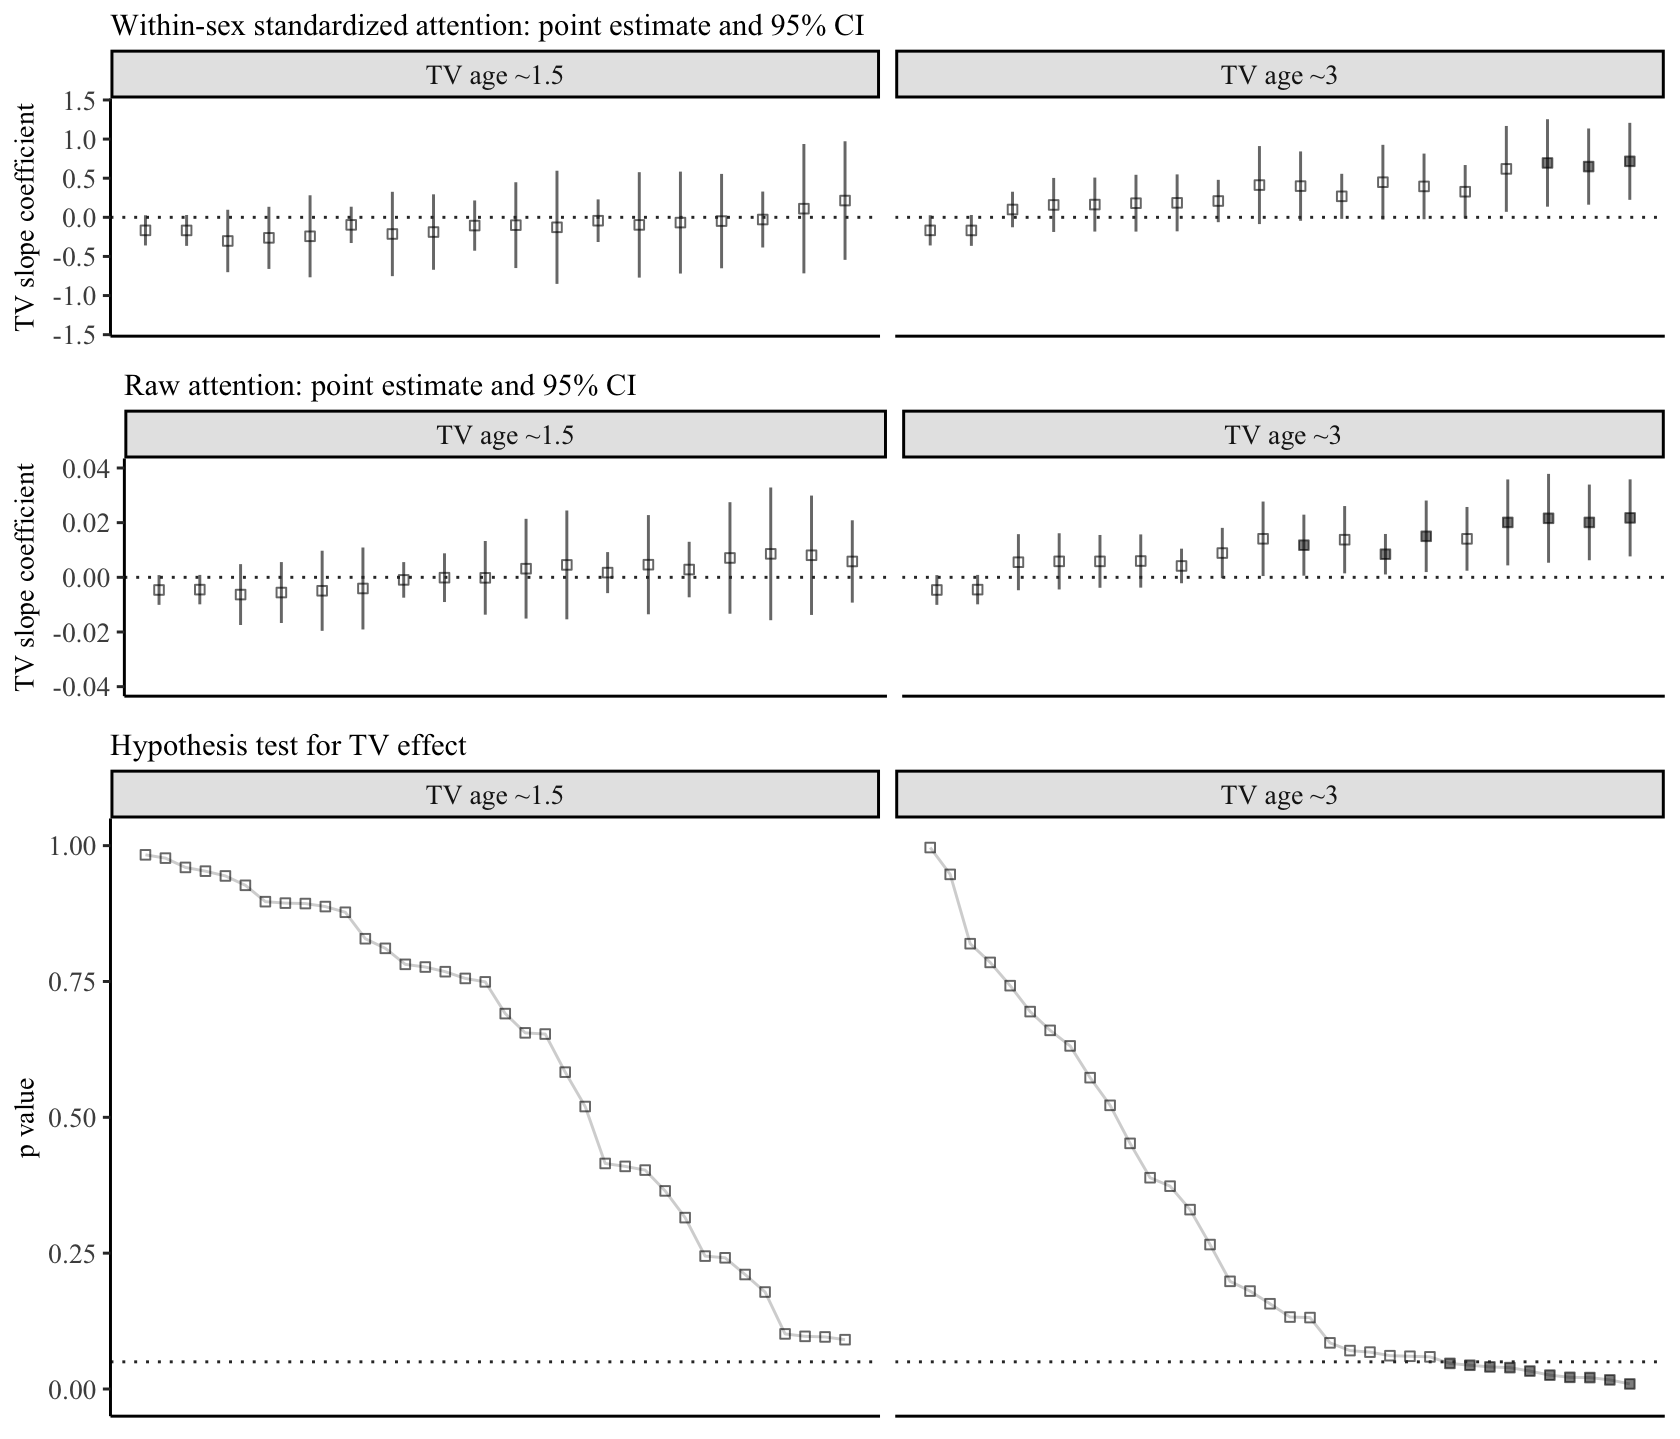 Within-sex standardized attention: point estimate and 95% CI
TV age ~1.5
TV age ~3
TV slope coefficient
1.5
1.0
0.5
0.0
-0.5
-1.0
-1.5
Raw attention: point estimate and 95% CI
TV age ~1.5
TV age ~3
TV slope coefficient
0.04
0.02
0.00
-0.02
-0.04
Hypothesis test for TV effect
TV age ~1.5
TV age ~3
p value
1.00
0.75
0.50
0.25
0.00